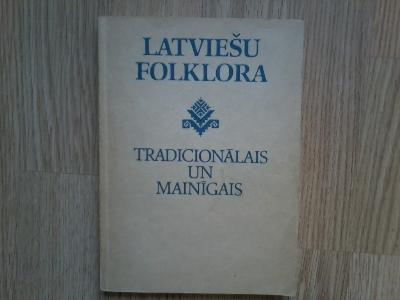 LATVIEŠU
FOLKLORA
TRADICIONĀLAIS
UN
MAINĪGAIS